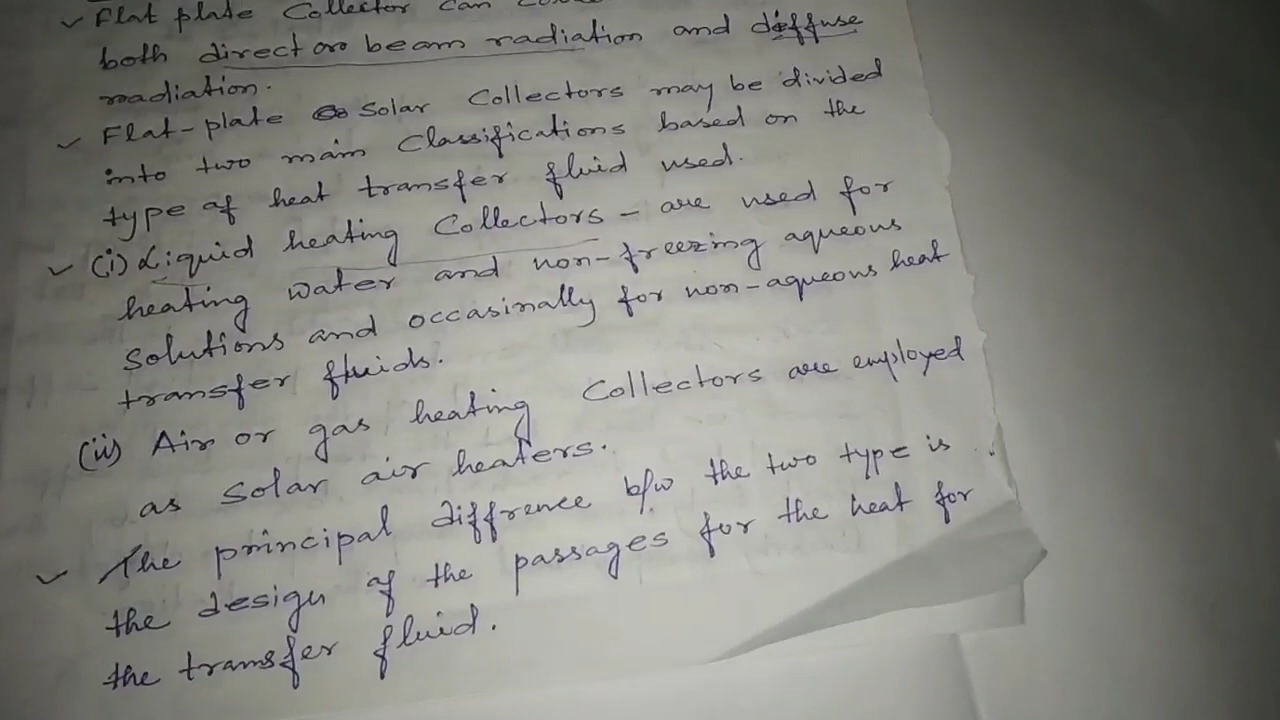 ✓ Flat plate Collector can
both direct or beam radiation and diffuse
radiation.
✓ Flat-plate Solar Collectors may be divided
into two main Classifications based on the
type of heat transfer fluid used.
✓ (i) Liquid heating Collectors - are used for
heating water and non-freezing aqueous
Solutions and occasinally for non-aqueous heat
transfer fluids.
(ii) Air or gas heating Collectors are employed
as Solar air heaters.
✓ The principal diffrence b/w the two type is
the design of the passages for the heat for
the transfer fluid.